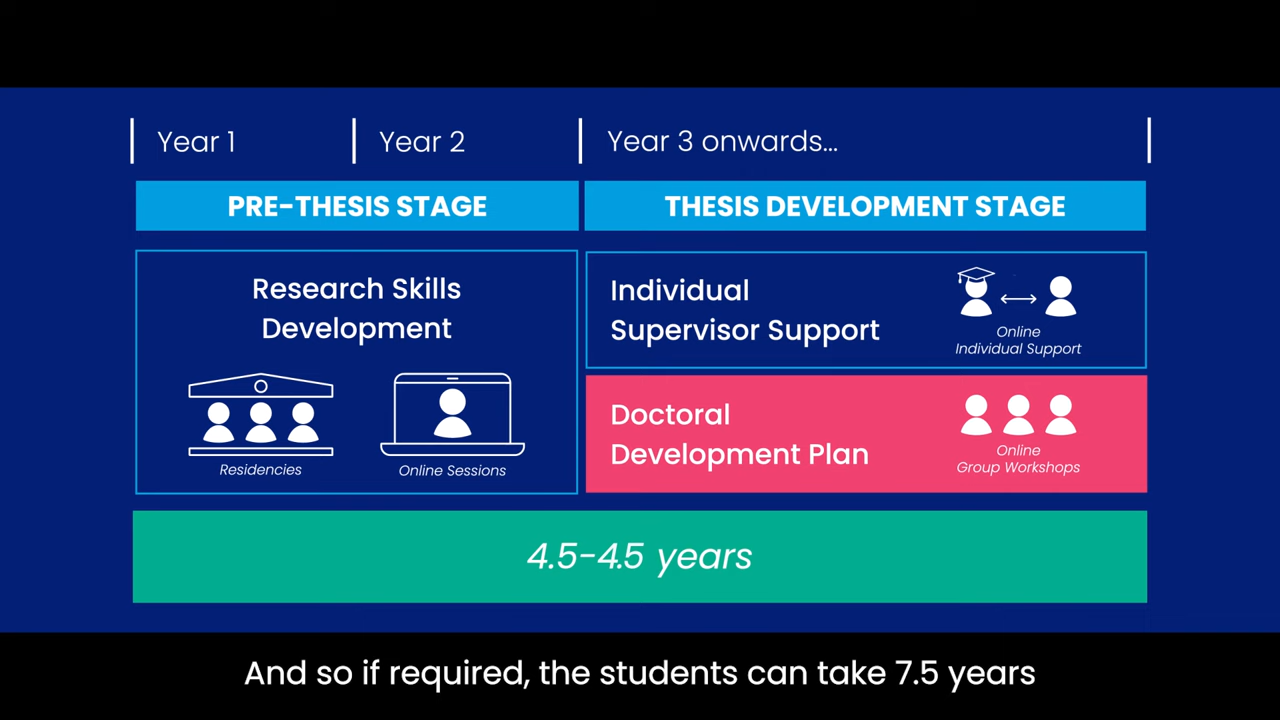 Year 1
Year 2
Year 3 onwards...
PRE-THESIS STAGE
THESIS DEVELOPMENT STAGE
Research Skills
Development
Residencies
Online Sessions
Individual
Supervisor Support
Online
Individual Support
Doctoral
Development Plan
Online
Group Workshops
4.5-4.5 years
And so if required, the students can take 7.5 years